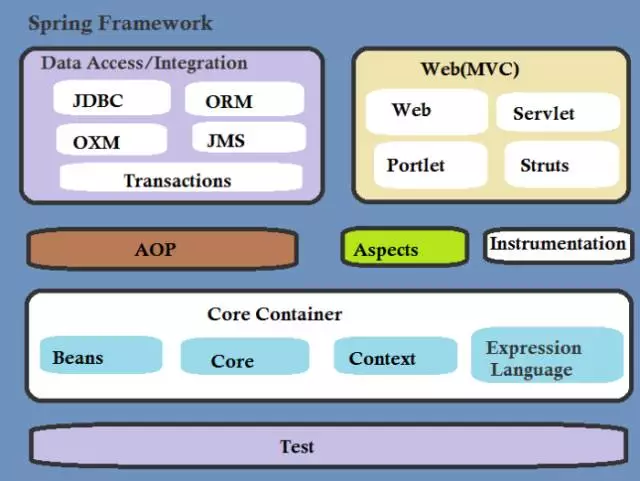 Spring Framework
Data Access/Integration
JDBC
ORM
OXM
JMS
Transactions
Web(MVC)
Web
Servlet
Portlet
Struts
AOP
Aspects
Instrumentation
Core Container
Beans
Core
Context
Expression
Language
Test